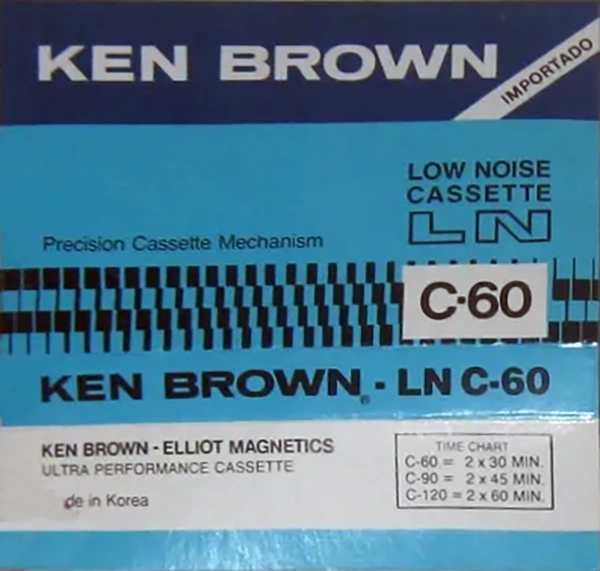 KEN BROWN
IMPORTADO
LOW NOISE
CASSETTE
LN
Precision Cassette Mechanism
C-60
KEN BROWN® - LN C-60
KEN BROWN - ELLIOT MAGNETICS
ULTRA PERFORMANCE CASSETTE
de in Korea
TIME CHART
C-60 = 2 x 30 MIN.
C-90 = 2 x 45 MIN.
C-120 = 2 x 60 MIN.